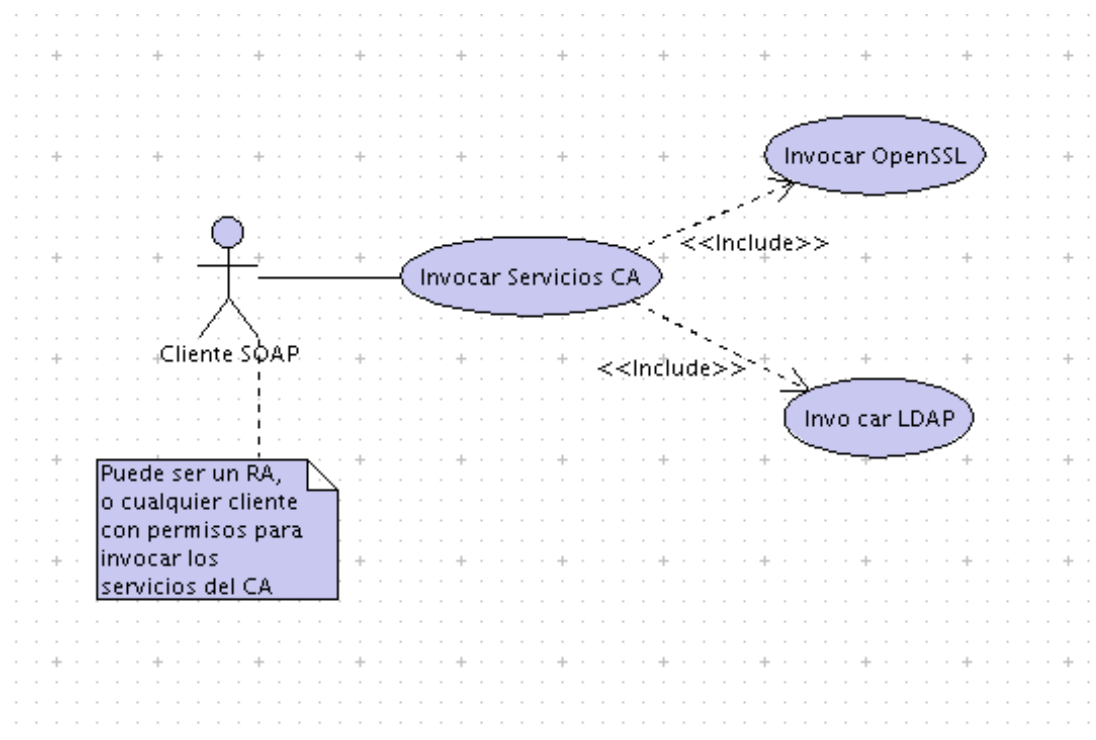 Invocar OpenSSL
<<Include>>
Invocar Servicios CA
Cliente SOAP
<<Include>>
Invo car LDAP
Puede ser un RA,
o cualquier cliente
con permisos para
invocar los
servicios del CA